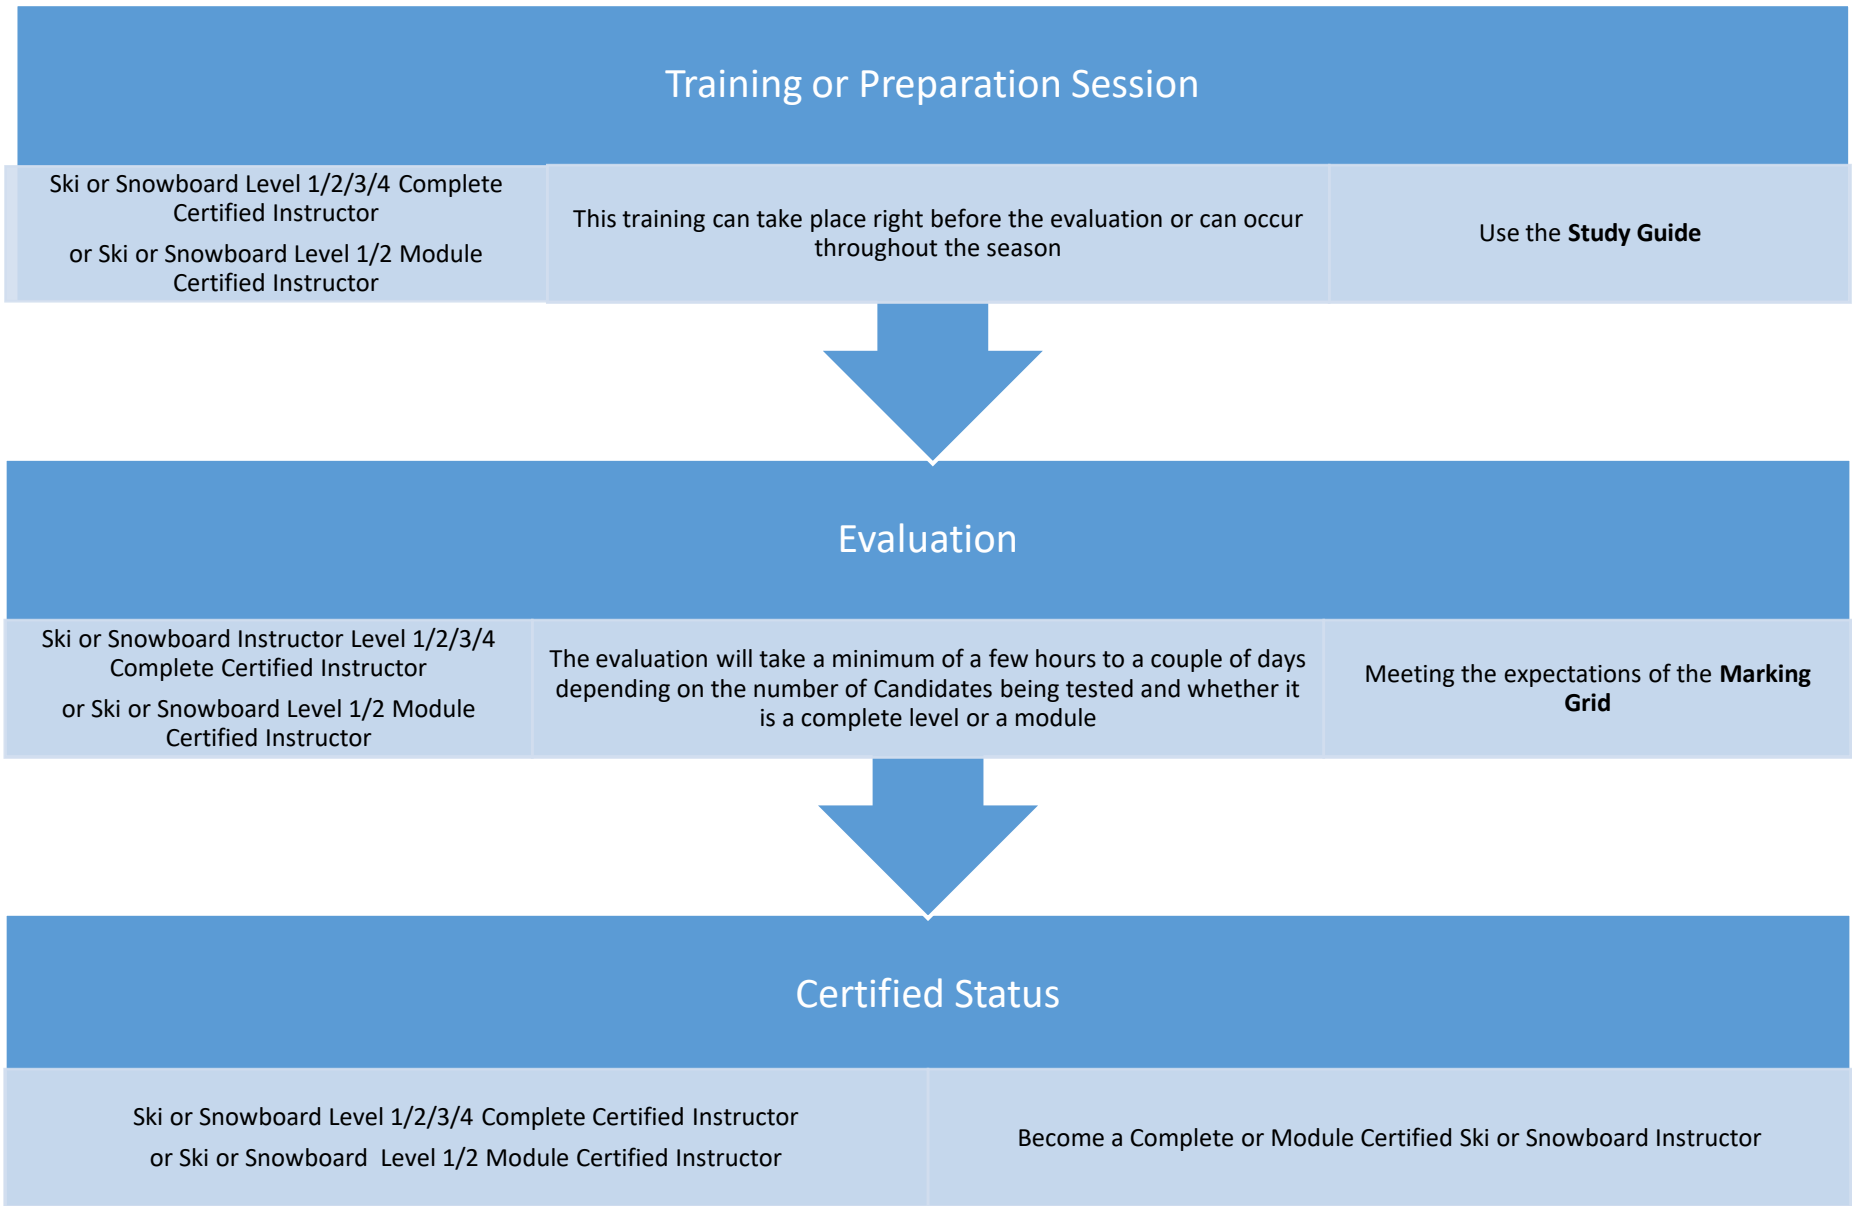 Training or Preparation Session
Ski or Snowboard Level 1/2/3/4 Complete
Certified Instructor
or Ski or Snowboard Level 1/2 Module
Certified Instructor
This training can take place right before the evaluation or can occur
throughout the season
Use the Study Guide
Evaluation
Ski or Snowboard Instructor Level 1/2/3/4
Complete Certified Instructor
or Ski or Snowboard Level 1/2 Module
Certified Instructor
The evaluation will take a minimum of a few hours to a couple of days
depending on the number of Candidates being tested and whether it
is a complete level or a module
Meeting the expectations of the Marking
Grid
Certified Status
Ski or Snowboard Level 1/2/3/4 Complete Certified Instructor
or Ski or Snowboard  Level 1/2 Module Certified Instructor
Become a Complete or Module Certified Ski or Snowboard Instructor